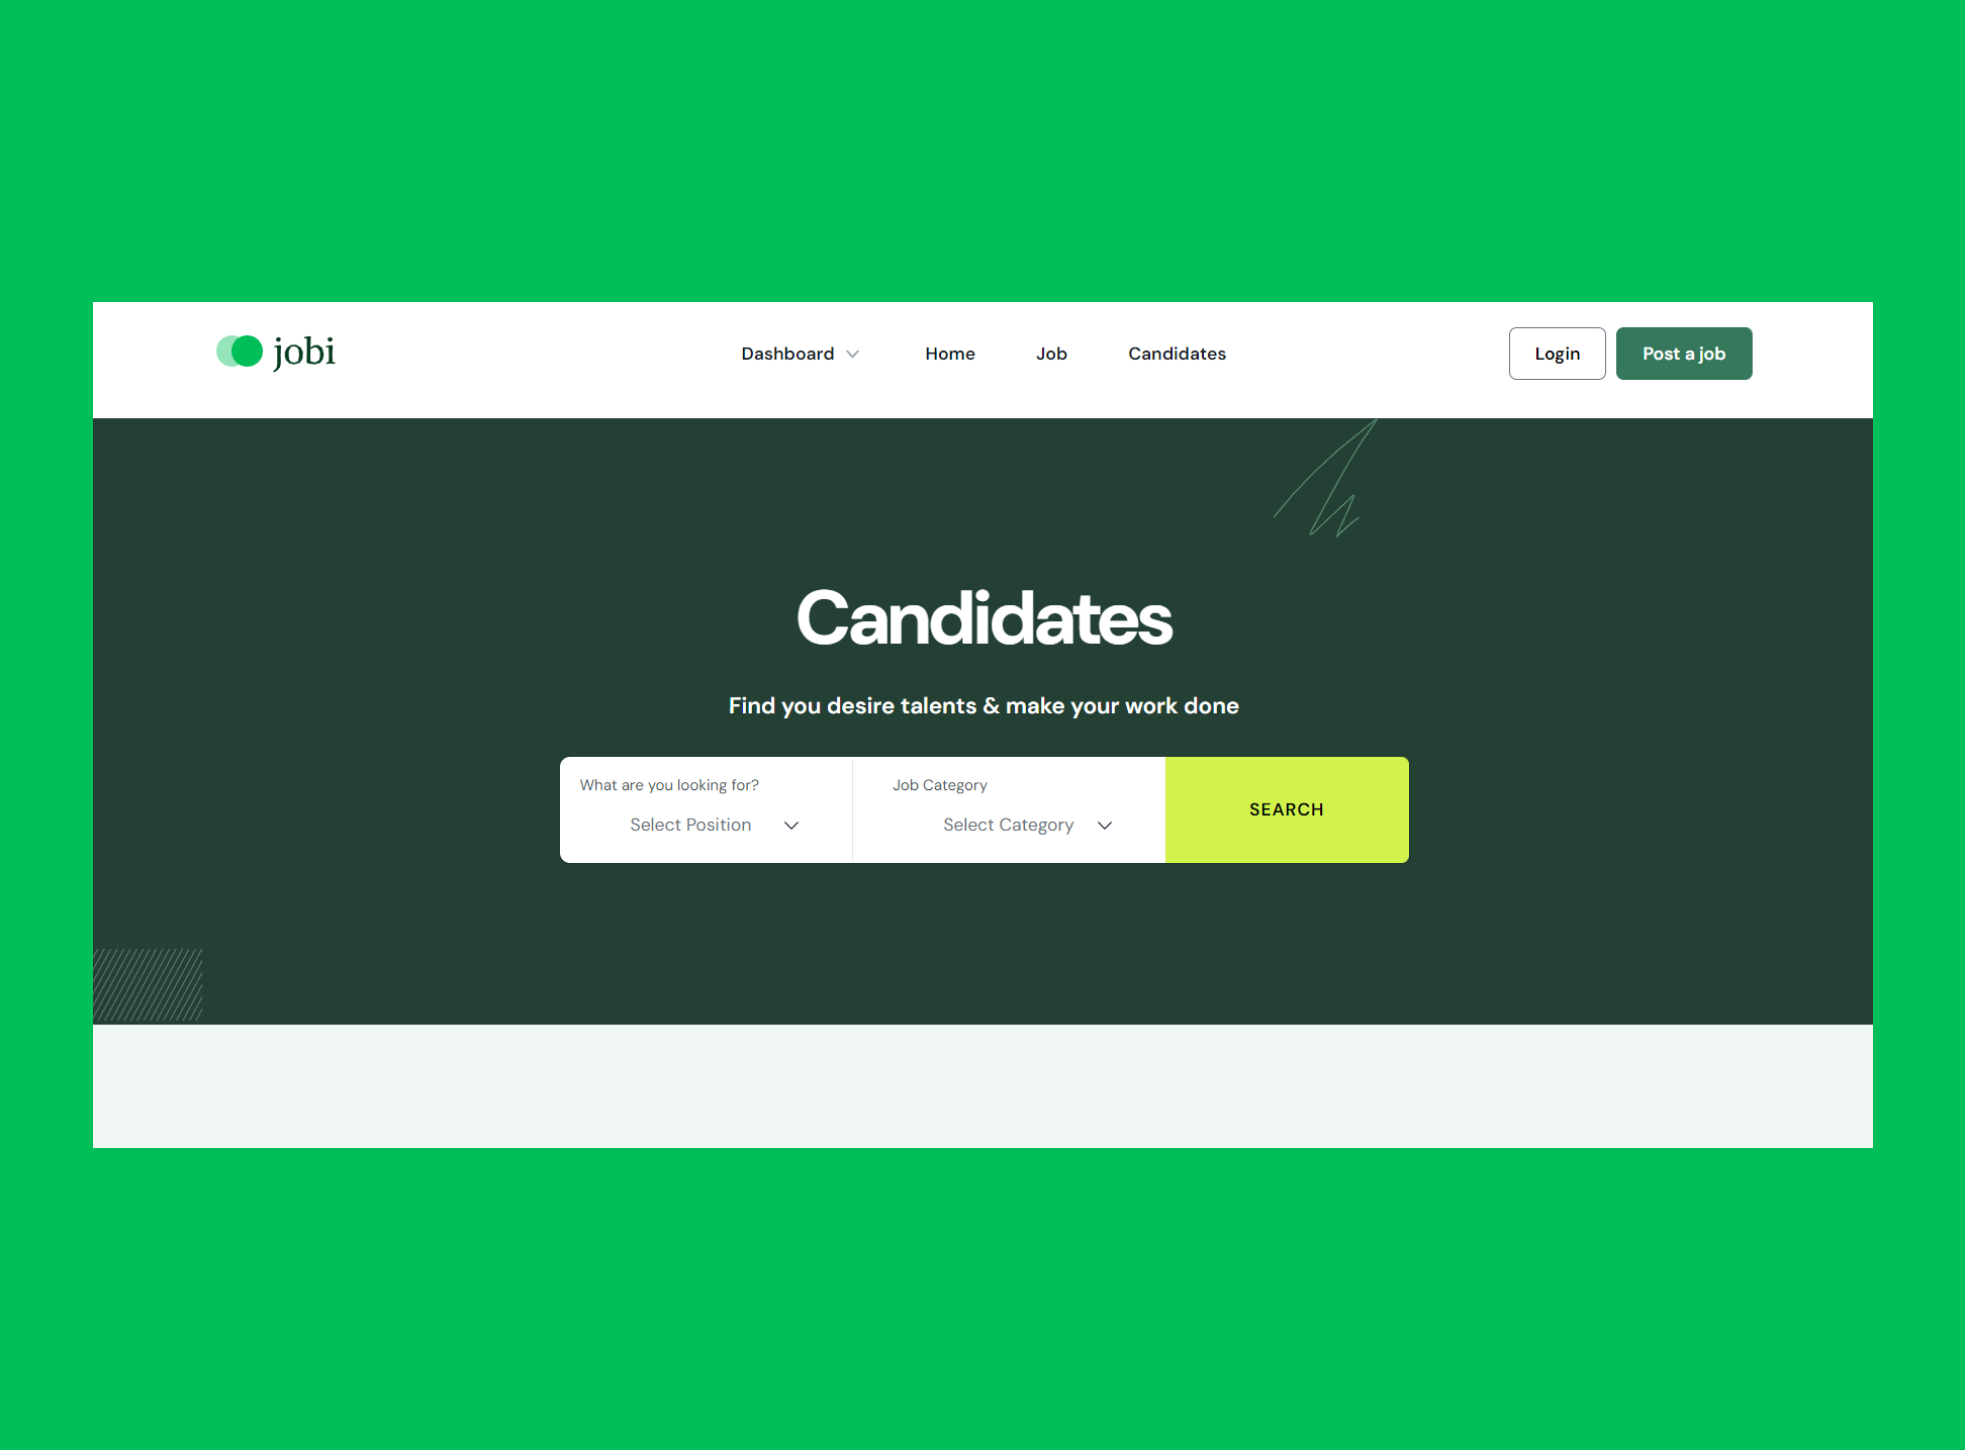 jobi
Dashboard Home Job Candidates
Login Post a job
Candidates
Find you desire talents & make your work done
What are you looking for?
Select Position
Job Category
Select Category
SEARCH